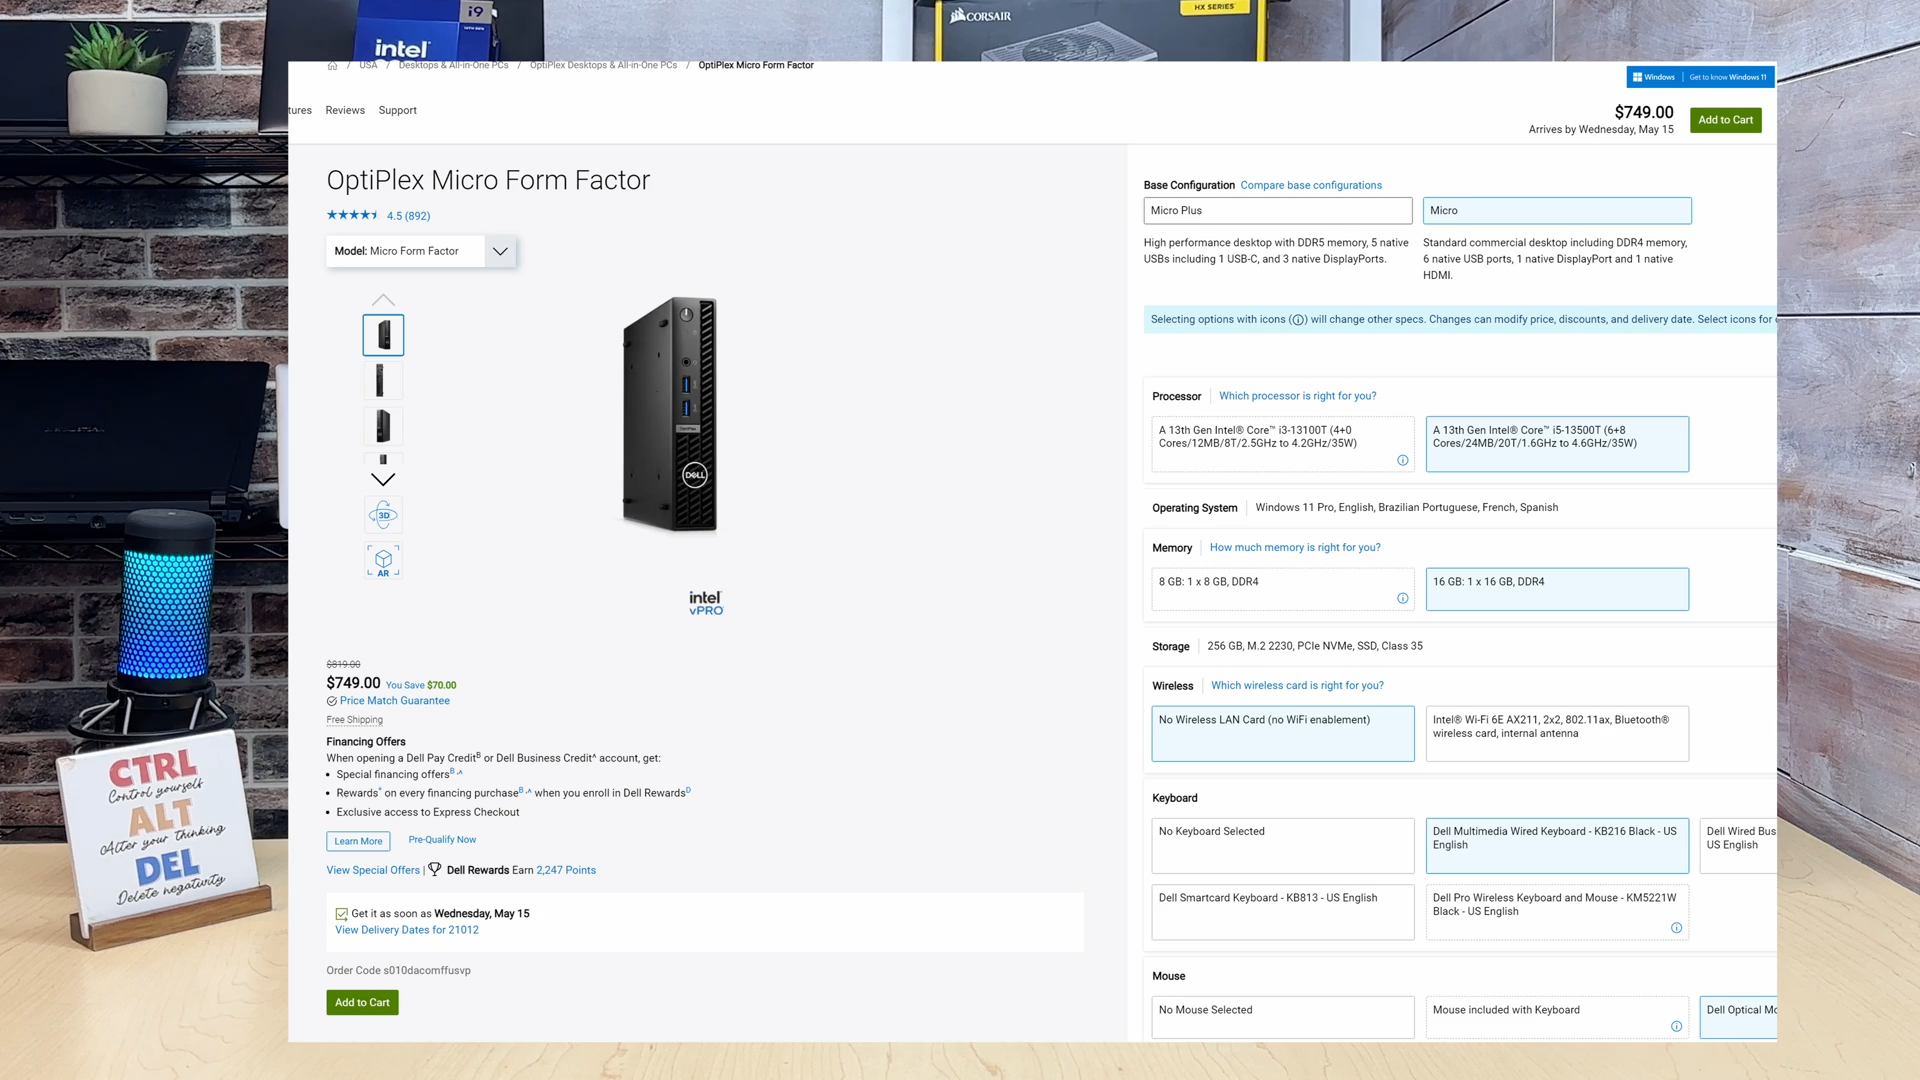 i9
intel
CORSAIR
HX SERIES
USA / Desktops & All-in-One PCs / OptiPlex Desktops & All-in-One PCs / OptiPlex Micro Form Factor
Windows | Get to know Windows 11
tures Reviews Support
$749.00
Arrives by Wednesday, May 15
Add to Cart
OptiPlex Micro Form Factor
4.5 (892)
Model: Micro Form Factor
OptiPlex
DELL
3D
AR
intel
vPRO
$819.00
$749.00 You Save $70.00
Price Match Guarantee
Free Shipping
Financing Offers
When opening a Dell Pay Creditᴮ or Dell Business Credit^ account, get:
• Special financing offersᴮ,^
• Rewards* on every financing purchaseᴮ,^ when you enroll in Dell Rewardsᴰ
• Exclusive access to Express Checkout
Learn More Pre-Qualify Now
View Special Offers | Dell Rewards Earn 2,247 Points
Get it as soon as Wednesday, May 15
View Delivery Dates for 21012
Order Code s010dacomffusvp
Add to Cart
Base Configuration Compare base configurations
Micro Plus
High performance desktop with DDR5 memory, 5 native
USBs including 1 USB-C, and 3 native DisplayPorts.
Micro
Standard commercial desktop including DDR4 memory,
6 native USB ports, 1 native DisplayPort and 1 native
HDMI.
Selecting options with icons (ⓘ) will change other specs. Changes can modify price, discounts, and delivery date. Select icons for
Processor | Which processor is right for you?
A 13th Gen Intel® Core™ i3-13100T (4+0
Cores/12MB/8T/2.5GHz to 4.2GHz/35W)
A 13th Gen Intel® Core™ i5-13500T (6+8
Cores/24MB/20T/1.6GHz to 4.6GHz/35W)
Operating System | Windows 11 Pro, English, Brazilian Portuguese, French, Spanish
Memory | How much memory is right for you?
8 GB: 1 x 8 GB, DDR4
16 GB: 1 x 16 GB, DDR4
Storage | 256 GB, M.2 2230, PCIe NVMe, SSD, Class 35
Wireless | Which wireless card is right for you?
No Wireless LAN Card (no WiFi enablement)
Intel® Wi-Fi 6E AX211, 2x2, 802.11ax, Bluetooth®
wireless card, internal antenna
Keyboard
No Keyboard Selected
Dell Multimedia Wired Keyboard - KB216 Black - US
English
Dell Wired Bus
US English
Dell Smartcard Keyboard - KB813 - US English
Dell Pro Wireless Keyboard and Mouse - KM5221W
Black - US English
Mouse
No Mouse Selected
Mouse included with Keyboard
Dell Optical Mo
CTRL
Control yourself
ALT
Alter your thinking
DEL
Delete negativity